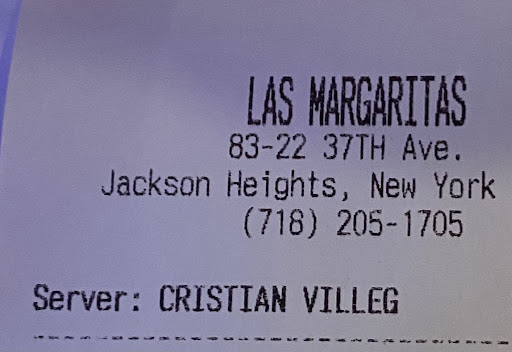 LAS MARGARITAS
83-22 37TH Ave.
Jackson Heights, New York
(718) 205-1705
Server: CRISTIAN VILLEG